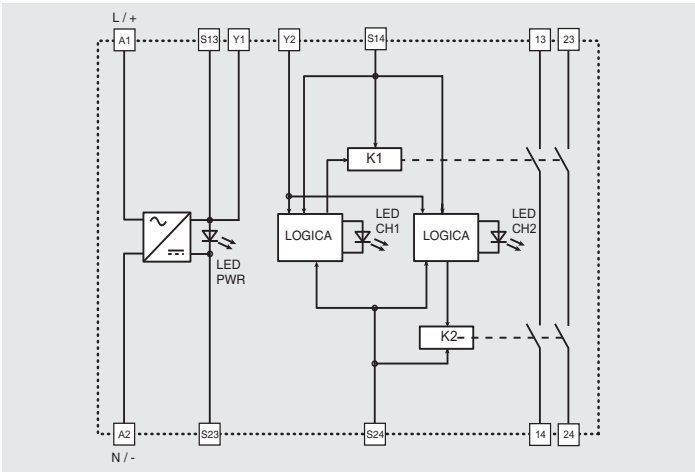 L / +
A1 S13 Y1 Y2 S14 13 23
K1
LOGICA LED CH1 LOGICA LED CH2
LED
PWR
K2
A2 S23 S24 14 24
N / -